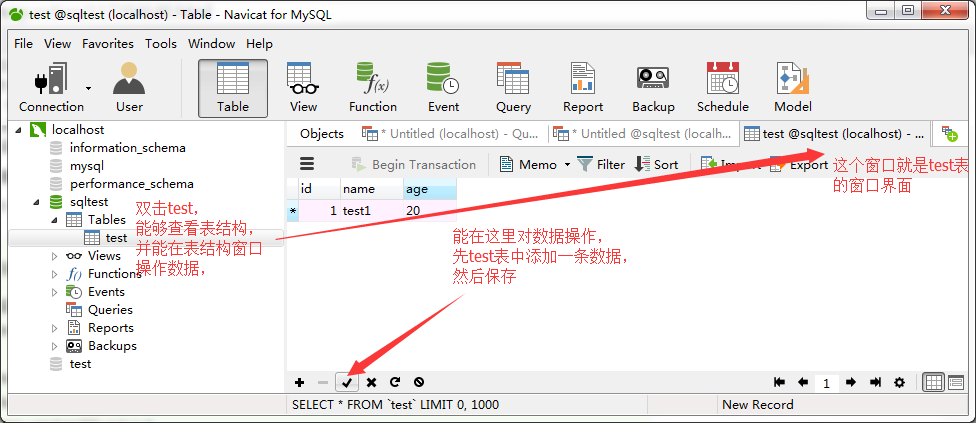 test @sqltest (localhost) - Table - Navicat for MySQL
File View Favorites Tools Window Help
Connection User Table View Function Event Query Report Backup Schedule Model
f(x)
localhost
information_schema
mysql
performance_schema
sqltest
Tables
test
Views
Functions
Events
Queries
Reports
Backups
test
双击test,
能够查看表结构,
并能在表结构窗口
操作数据,
Objects * Untitled (localhost) - Qu... * Untitled @sqltest (localh... test @sqltest (localhost) - ...
Begin Transaction Memo Filter Sort Export
这个窗口就是test表
的窗口界面
id name age
* 1 test1 20
能在这里对数据操作,
先test表中添加一条数据,
然后保存
1
SELECT * FROM `test` LIMIT 0, 1000 New Record